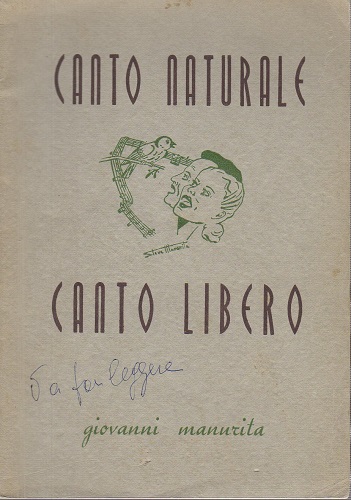 CANTO NATURALE
CANTO LIBERO
Da far leggere
giovanni manurita